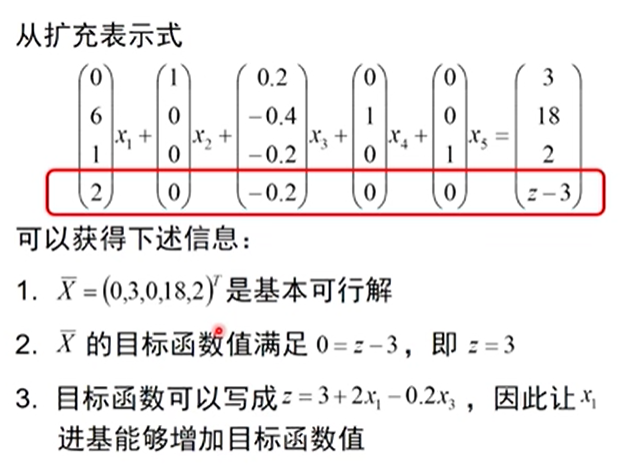 从扩充表示式
$\begin{pmatrix} 0 \\ 6 \\ 1 \\ 2 \end{pmatrix} x_1 + \begin{pmatrix} 1 \\ 0 \\ 0 \\ 0 \end{pmatrix} x_2 + \begin{pmatrix} 0.2 \\ -0.4 \\ -0.2 \\ -0.2 \end{pmatrix} x_3 + \begin{pmatrix} 0 \\ 1 \\ 0 \\ 0 \end{pmatrix} x_4 + \begin{pmatrix} 0 \\ 0 \\ 1 \\ 0 \end{pmatrix} x_5 = \begin{pmatrix} 3 \\ 18 \\ 2 \\ z-3 \end{pmatrix}$
可以获得下述信息：
1. $\overline{X} = (0,3,0,18,2)^T$ 是基本可行解
2. $\overline{X}$ 的目标函数值满足 $0 = z-3$，即 $z = 3$
3. 目标函数可以写成 $z = 3+2x_1-0.2x_3$，因此让 $x_1$
进基能够增加目标函数值